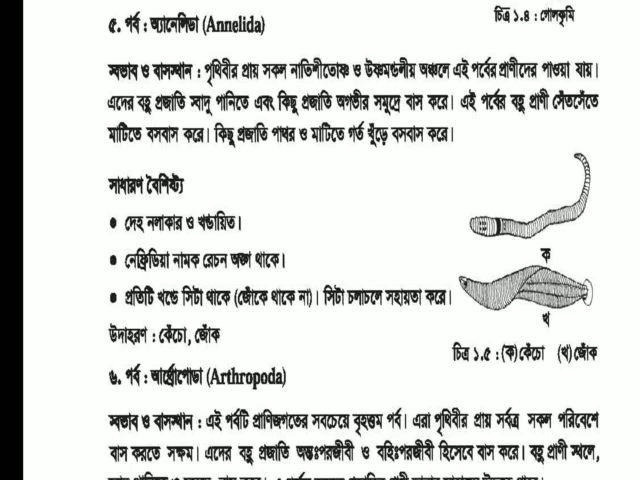 চিত্র ১.৪ : গোলকৃমি
৫. পর্ব : অ্যানেলিডা (Annelida)
স্বভাব ও বাসস্থান : পৃথিবীর প্রায় সকল নাতিশীতোষ্ণ ও উষ্ণমণ্ডলীয় অঞ্চলে এই পর্বের প্রাণীদের পাওয়া যায়।
এদের বহু প্রজাতি স্বাদু পানিতে এবং কিছু প্রজাতি অগভীর সমুদ্রে বাস করে। এই পর্বের বহু প্রাণী সেঁতসেঁতে
মাটিতে বসবাস করে। কিছু প্রজাতি পাথর ও মাটিতে গর্ত খুঁড়ে বসবাস করে।
সাধারণ বৈশিষ্ট্য
• দেহ নলাকার ও খণ্ডায়িত।
• নেফ্রিডিয়া নামক রেচন অঙ্গ থাকে।
ক
• প্রতিটি খণ্ডে সিটা থাকে (জোঁকে থাকে না)। সিটা চলাচলে সহায়তা করে।
খ
উদাহরণ : কেঁচো, জোঁক
চিত্র ১.৫ : (ক) কেঁচো (খ) জোঁক
৬. পর্ব : আর্থ্রোপোডা (Arthropoda)
স্বভাব ও বাসস্থান : এই পর্বটি প্রাণিজগতের সবচেয়ে বৃহত্তম পর্ব। এরা পৃথিবীর প্রায় সর্বত্র সকল পরিবেশে
বাস করতে সক্ষম। এদের বহু প্রজাতি অন্তঃপরজীবী ও বহিঃপরজীবী হিসেবে বাস করে। বহু প্রাণী স্থলে,